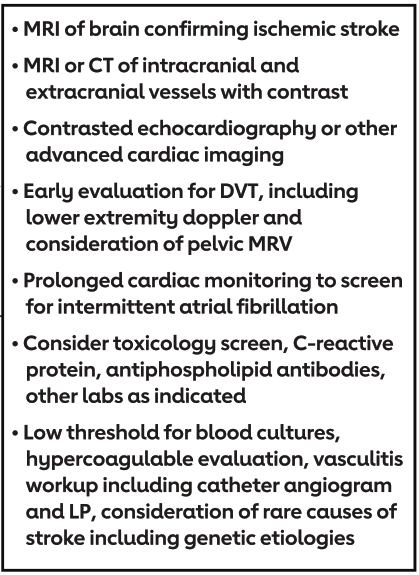 • MRI of brain confirming ischemic stroke
• MRI or CT of intracranial and
extracranial vessels with contrast
• Contrasted echocardiography or other
advanced cardiac imaging
• Early evaluation for DVT, including
lower extremity doppler and
consideration of pelvic MRV
• Prolonged cardiac monitoring to screen
for intermittent atrial fibrillation
• Consider toxicology screen, C-reactive
protein, antiphospholipid antibodies,
other labs as indicated
• Low threshold for blood cultures,
hypercoagulable evaluation, vasculitis
workup including catheter angiogram
and LP, consideration of rare causes of
stroke including genetic etiologies